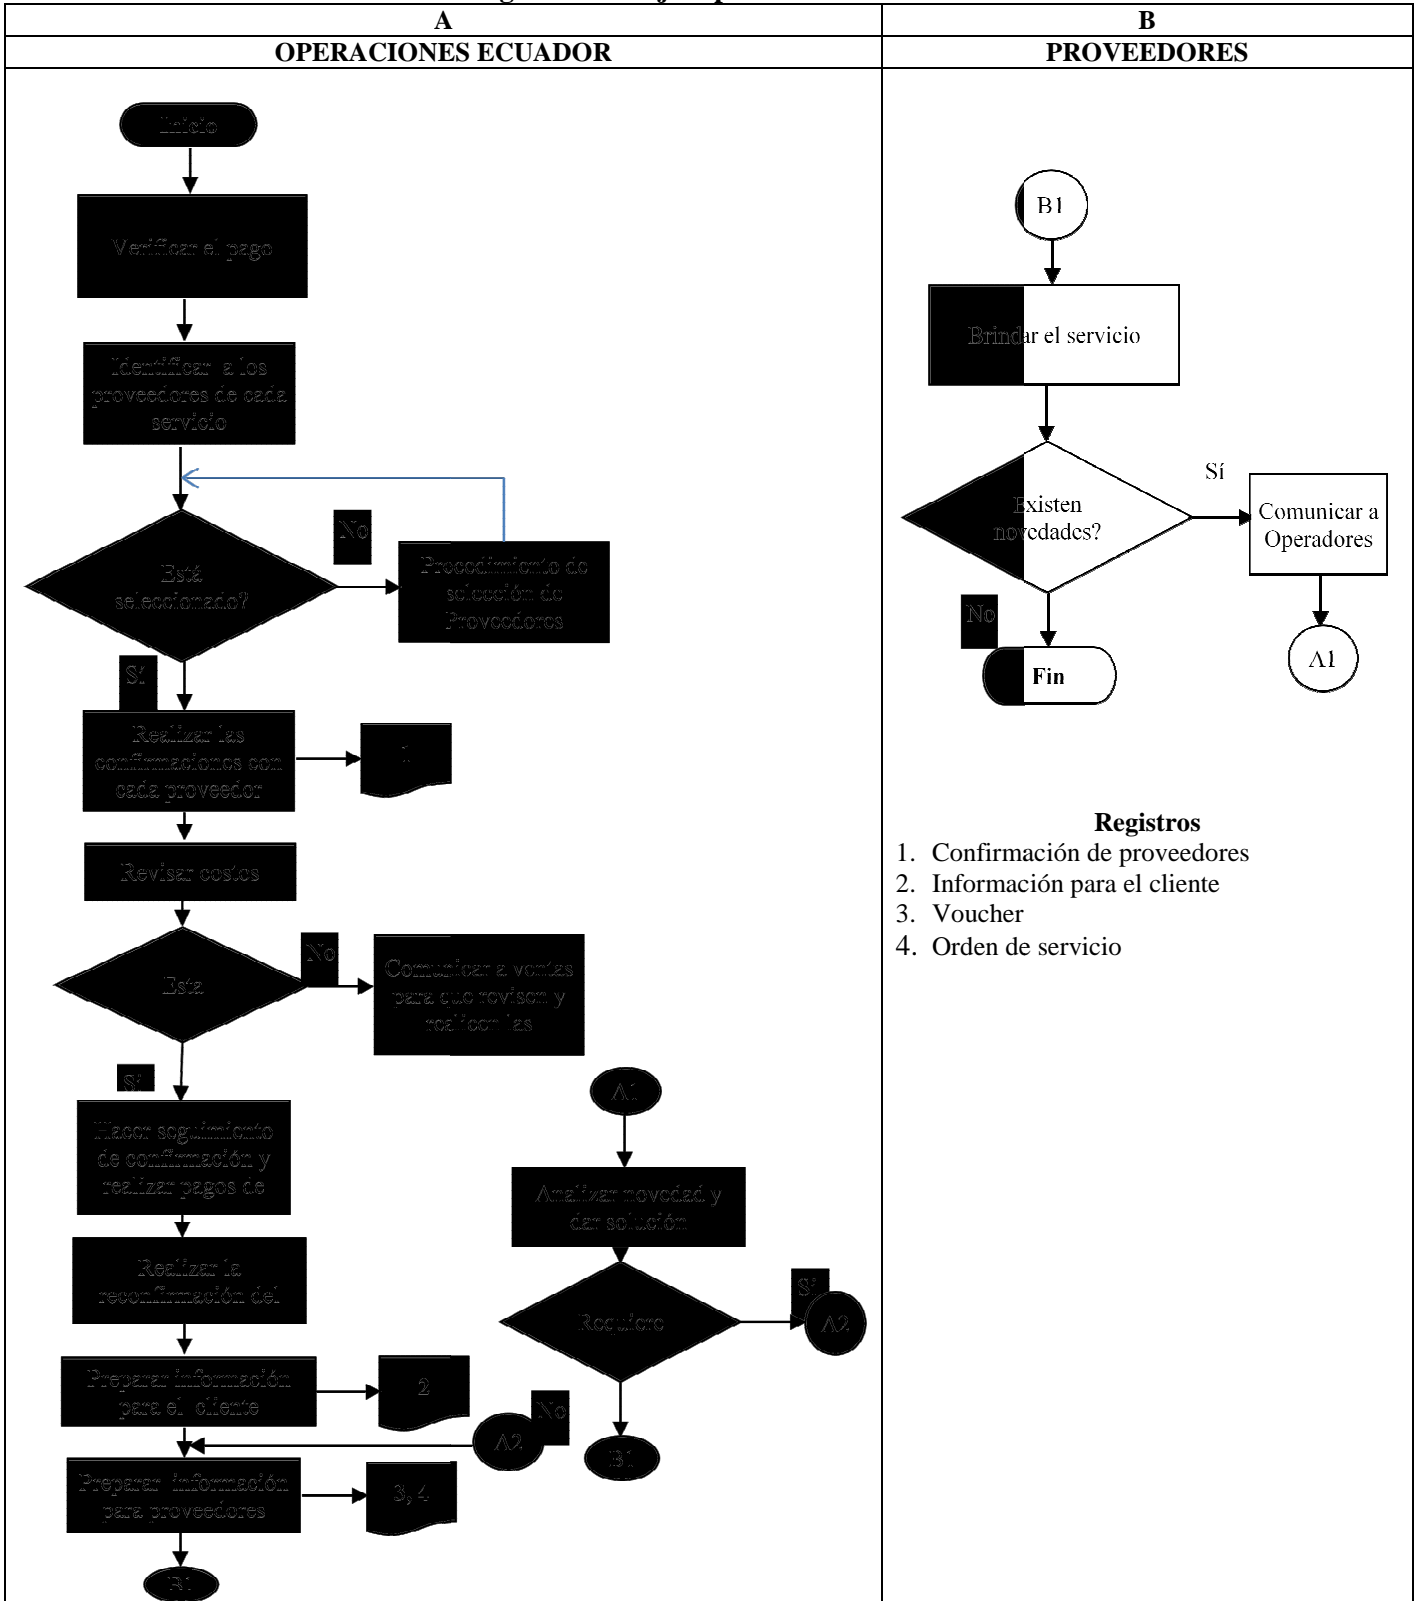 A
B
OPERACIONES ECUADOR
PROVEEDORES
Inicio
Verificar el pago
Identificar a los
proveedores de cada
servicio
No
Está
seleccionado?
Procedimiento de
selección de
Proveedores
Sí
Realizar las
confirmaciones con
cada proveedor
1
Revisar costos
No
Esta
Comunicar a ventas
para que revisen y
realicen las
Sí
Hacer seguimiento
de confirmación y
realizar pagos de
Realizar la
reconfirmación del
Preparar información
para el cliente
2
A2
Preparar información
para proveedores
3, 4
B1
A1
Analizar novedad y
dar solución
Requiere
Sí
A2
No
B1
B1
Brindar el servicio
Existen
novedades?
Sí
Comunicar a
Operadores
A1
No
Fin
Registros
1. Confirmación de proveedores
2. Información para el cliente
3. Voucher
4. Orden de servicio